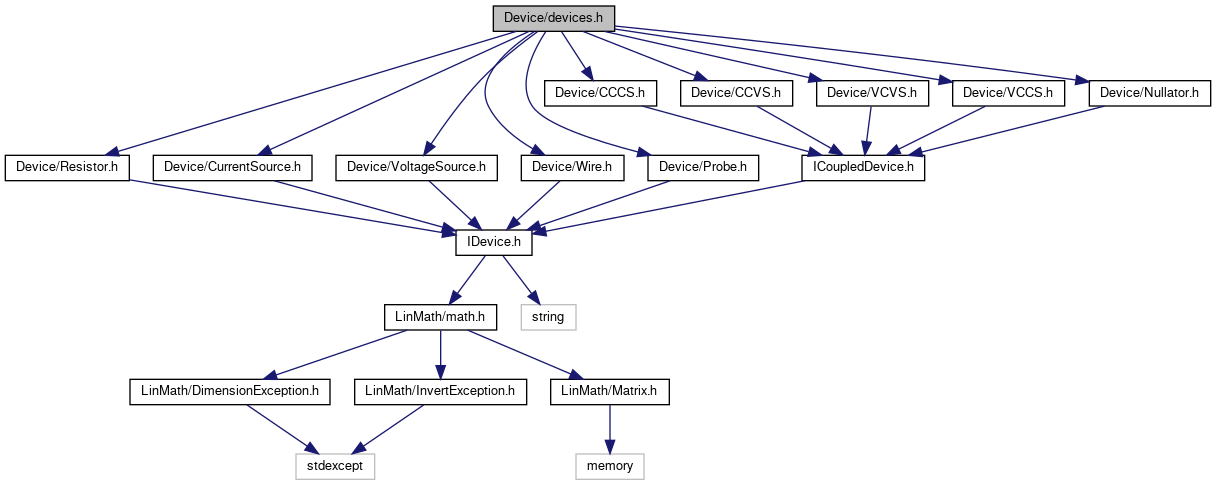 Device/devices.h
Device/CCCS.h
Device/CCVS.h
Device/VCVS.h
Device/VCCS.h
Device/Nullator.h
Device/Resistor.h
Device/CurrentSource.h
Device/VoltageSource.h
Device/Wire.h
Device/Probe.h
ICoupledDevice.h
IDevice.h
LinMath/math.h
string
LinMath/DimensionException.h
LinMath/InvertException.h
LinMath/Matrix.h
stdexcept
memory